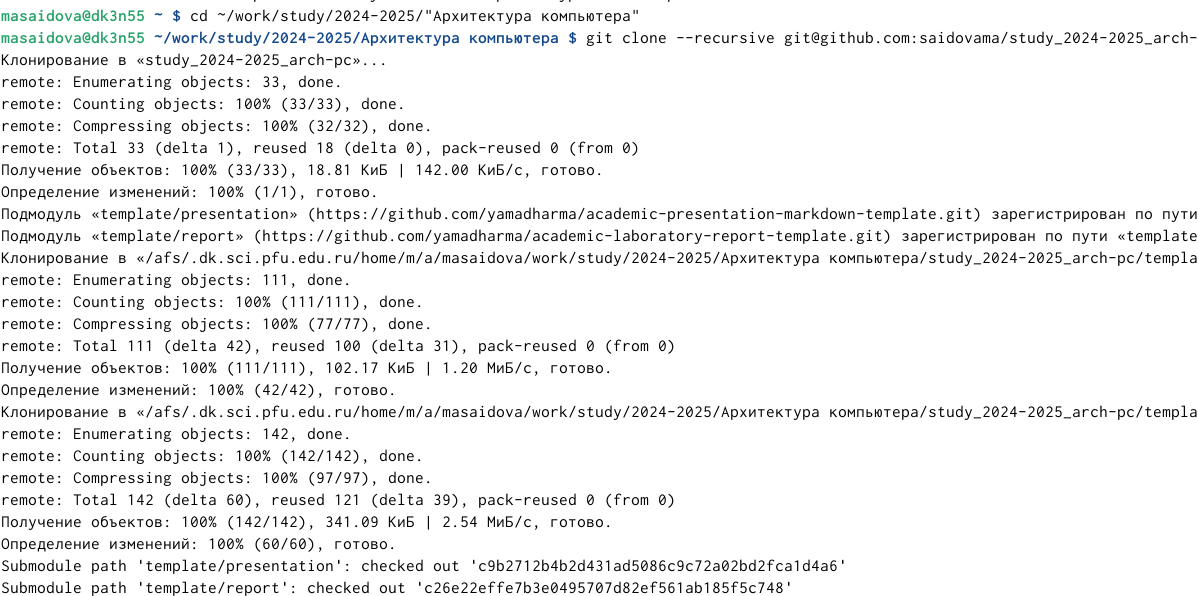 masaidova@dk3n55 ~ $ cd ~/work/study/2024-2025/"Архитектура компьютера"
masaidova@dk3n55 ~/work/study/2024-2025/Архитектура компьютера $ git clone --recursive git@github.com:saidovama/study_2024-2025_arch-
Клонирование в «study_2024-2025_arch-pc»...
remote: Enumerating objects: 33, done.
remote: Counting objects: 100% (33/33), done.
remote: Compressing objects: 100% (32/32), done.
remote: Total 33 (delta 1), reused 18 (delta 0), pack-reused 0 (from 0)
Получение объектов: 100% (33/33), 18.81 КиБ | 142.00 КиБ/с, готово.
Определение изменений: 100% (1/1), готово.
Подмодуль «template/presentation» (https://github.com/yamadharma/academic-presentation-markdown-template.git) зарегистрирован по пути
Подмодуль «template/report» (https://github.com/yamadharma/academic-laboratory-report-template.git) зарегистрирован по пути «template
Клонирование в «/afs/.dk.sci.pfu.edu.ru/home/m/a/masaidova/work/study/2024-2025/Архитектура компьютера/study_2024-2025_arch-pc/templa
remote: Enumerating objects: 111, done.
remote: Counting objects: 100% (111/111), done.
remote: Compressing objects: 100% (77/77), done.
remote: Total 111 (delta 42), reused 100 (delta 31), pack-reused 0 (from 0)
Получение объектов: 100% (111/111), 102.17 КиБ | 1.20 МиБ/с, готово.
Определение изменений: 100% (42/42), готово.
Клонирование в «/afs/.dk.sci.pfu.edu.ru/home/m/a/masaidova/work/study/2024-2025/Архитектура компьютера/study_2024-2025_arch-pc/templa
remote: Enumerating objects: 142, done.
remote: Counting objects: 100% (142/142), done.
remote: Compressing objects: 100% (97/97), done.
remote: Total 142 (delta 60), reused 121 (delta 39), pack-reused 0 (from 0)
Получение объектов: 100% (142/142), 341.09 КиБ | 2.54 МиБ/с, готово.
Определение изменений: 100% (60/60), готово.
Submodule path 'template/presentation': checked out 'c9b2712b4b2d431ad5086c9c72a02bd2fca1d4a6'
Submodule path 'template/report': checked out 'c26e22effe7b3e0495707d82ef561ab185f5c748'